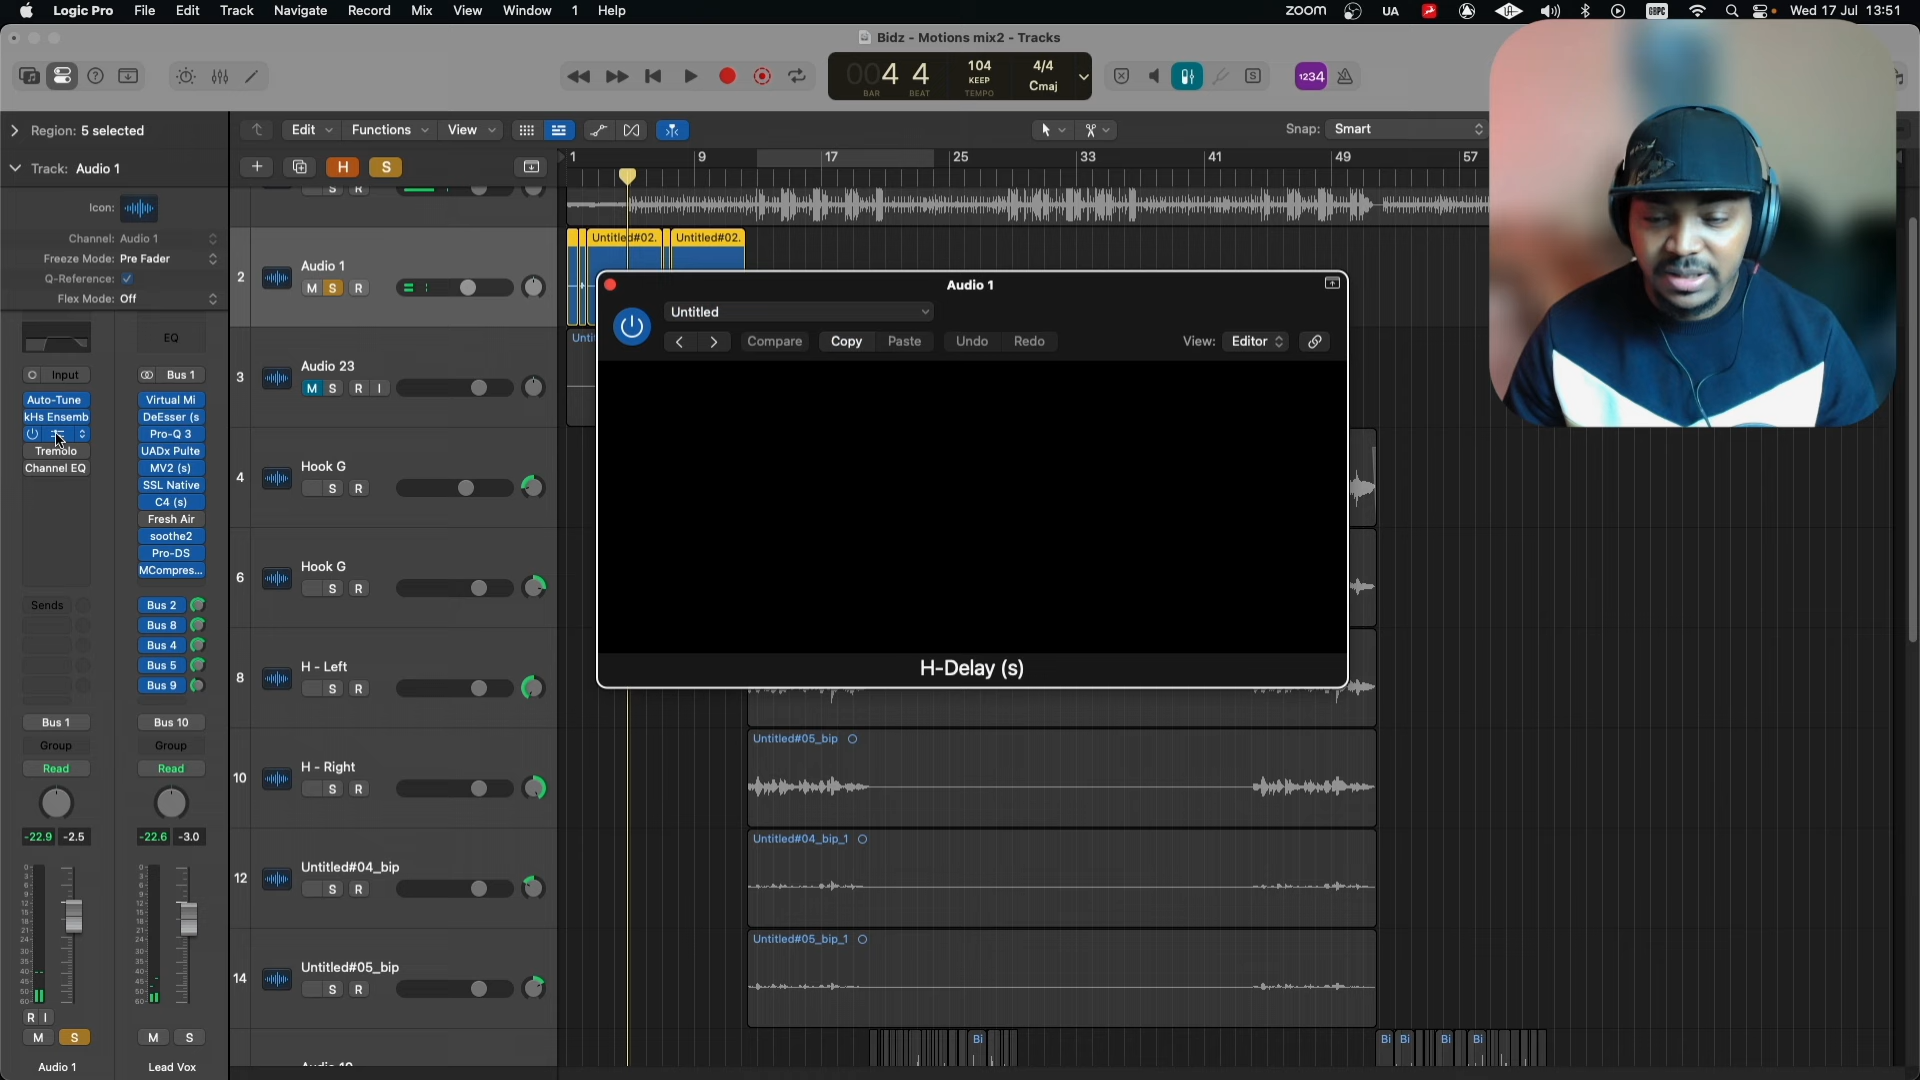 Logic Pro File Edit Track Navigate Record Mix View Window 1 Help
zoom UA GBPC Wed 17 Jul 13:51
Bidz - Motions mix2 - Tracks
004 4 104 KEEP 4/4 Cmaj
BAR BEAT TEMPO
S 1234
Region: 5 selected
Edit Functions View
Snap: Smart
Track: Audio 1
H S
1 9 17 25 33 41 49 57
Icon:
Channel: Audio 1
Freeze Mode: Pre Fader
Q-Reference:
Flex Mode: Off
S R
2 Audio 1
M S R
Untitled#02. Untitled#02.
Audio 1
Untitled
Compare Copy Paste Undo Redo View: Editor
H-Delay (s)
EQ
Input Bus 1
Auto-Tune Virtual Mi
kHs Ensemb DeEsser (s
Pro-Q 3
Tremolo UADx Pulte
Channel EQ MV2 (s)
SSL Native
C4 (s)
Fresh Air
soothe2
Pro-DS
MCompres...
Sends Bus 2
Bus 8
Bus 4
Bus 5
Bus 9
Bus 1 Bus 10
Group Group
Read Read
-22.9 -2.5 -22.6 -3.0
R I
M S M S
Audio 1 Lead Vox
3 Audio 23
M S R I
Unti
4 Hook G
S R
6 Hook G
S R
8 H - Left
S R
10 H - Right
S R
Untitled#05_bip
12 Untitled#04_bip
S R
Untitled#04_bip_1
14 Untitled#05_bip
S R
Untitled#05_bip_1
Bi Bi Bi Bi Bi